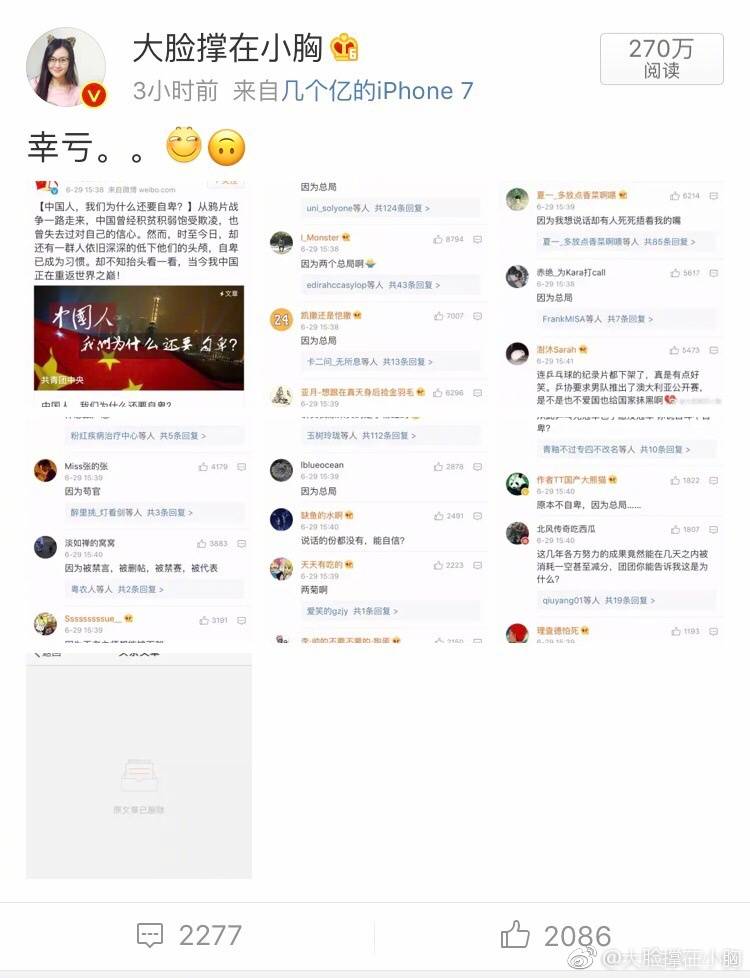 大脸撑在小胸
270万
阅读
3小时前 来自几个亿的iPhone 7
幸亏。。
6-29 15:38 来自微博 weibo.com
【中国人，我们为什么还要自卑？】从鸦片战
争一路走来，中国曾经积贫积弱饱受欺凌，也
曾失去过对自己的信心。然而，时至今日，却
还有一群人依旧深深的低下他们的头颅，自卑
已成为习惯。却不知抬头看一看，当今我中国
正在重返世界之巅！
文章
中国人
我们为什么还要自卑？
共青团中央
中国人，我们为什么还要自卑？
粉红疾病治疗中心等人 共5条回复 >
Miss张的张
4179
6-29 15:39
因为苟官
醉里挑_灯看剑等人 共3条回复 >
淡如禅的窝窝
3883
6-29 15:40
因为被禁言，被删帖，被禁赛，被代表
粤农人等人 共2条回复 >
Sssssssssue__
3191
6-29 15:39
因为总局
uni_solyone等人 共124条回复 >
I_Monster
8794
6-29 15:38
因为两个总局啊
edirahccasylop等人 共43条回复 >
凯撒还是恺撒
7007
6-29 15:38
因为总局
卡二问_无所息等人 共13条回复 >
亚月-想跟在真天身后捡金羽毛
6296
6-29 15:39
玉树玲珑等人 共112条回复 >
lblueocean
2878
6-29 15:39
因为总局
缺鱼的水啊
2491
6-29 15:40
说话的份都没有，能自信？
天天有吃的
2223
6-29 15:39
两菊啊
爱笑的gzjy 共1条回复 >
2150
夏一_多放点香菜啊喂
6214
6-29 15:39
因为我想说话却有人死死捂着我的嘴
夏一_多放点香菜啊喂等人 共85条回复 >
赤绝_为Kara打call
5617
6-29 15:38
因为总局
FrankMISA等人 共7条回复 >
澍沐Sarah
5473
6-29 15:41
连乒乓球的纪录片都下架了，真是有点好
笑。乒协要求男队推出了澳大利亚公开赛，
是不是也不爱国也给国家抹黑啊
卑？
青釉不过专四不改名等人 共10条回复 >
作者TT国产大熊猫
1822
6-29 15:40
原本不自卑，因为总局……
北风传奇吃西瓜
1807
6-29 15:40
这几年各方努力的成果竟然能在几天之内被
消耗一空甚至减分，团团你能告诉我这是为
什么？
qiuyang01等人 共19条回复 >
理查德怕死
1193
6-29 15:39
原文章已删除
2277
2086
@大脸撑在小胸